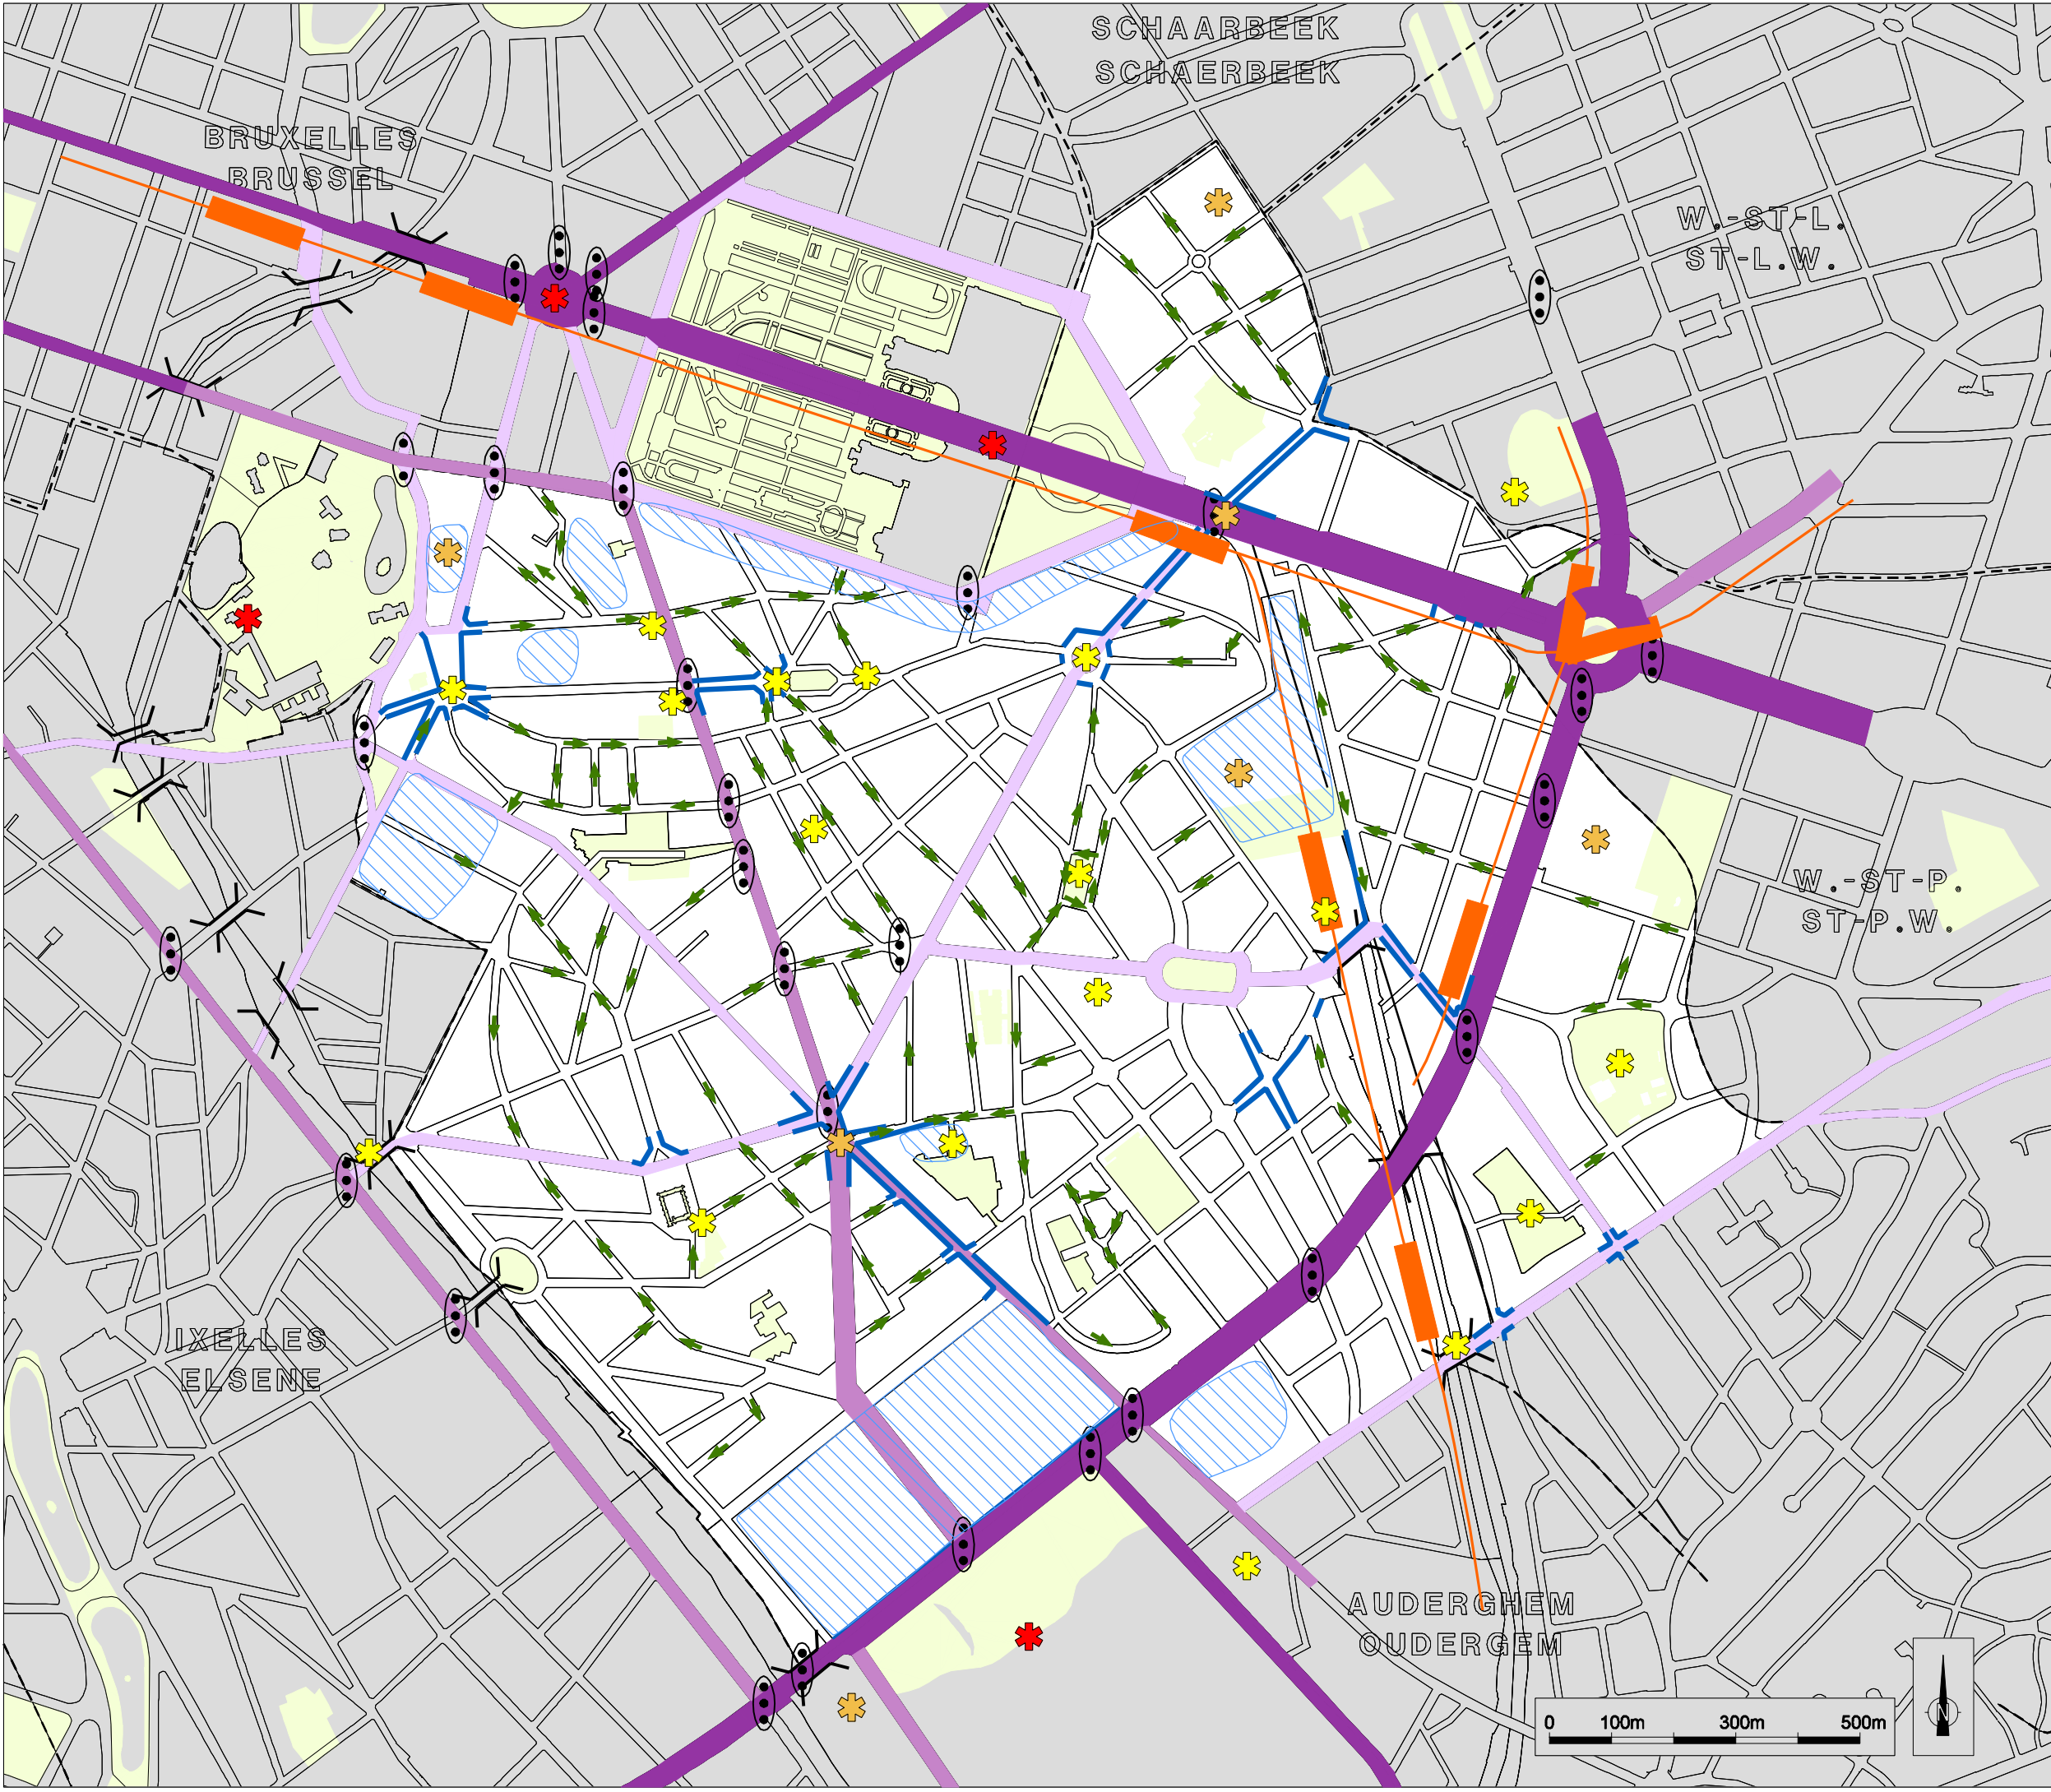 SCHAARBEEK
SCHAERBEEK
BRUXELLES
BRUSSEL
W.-ST-L.
ST-L.W.
W.-ST-P.
ST-P.W.
IXELLES
ELSENE
AUDERGHEM
OUDERGEM
0 100m 300m 500m
N